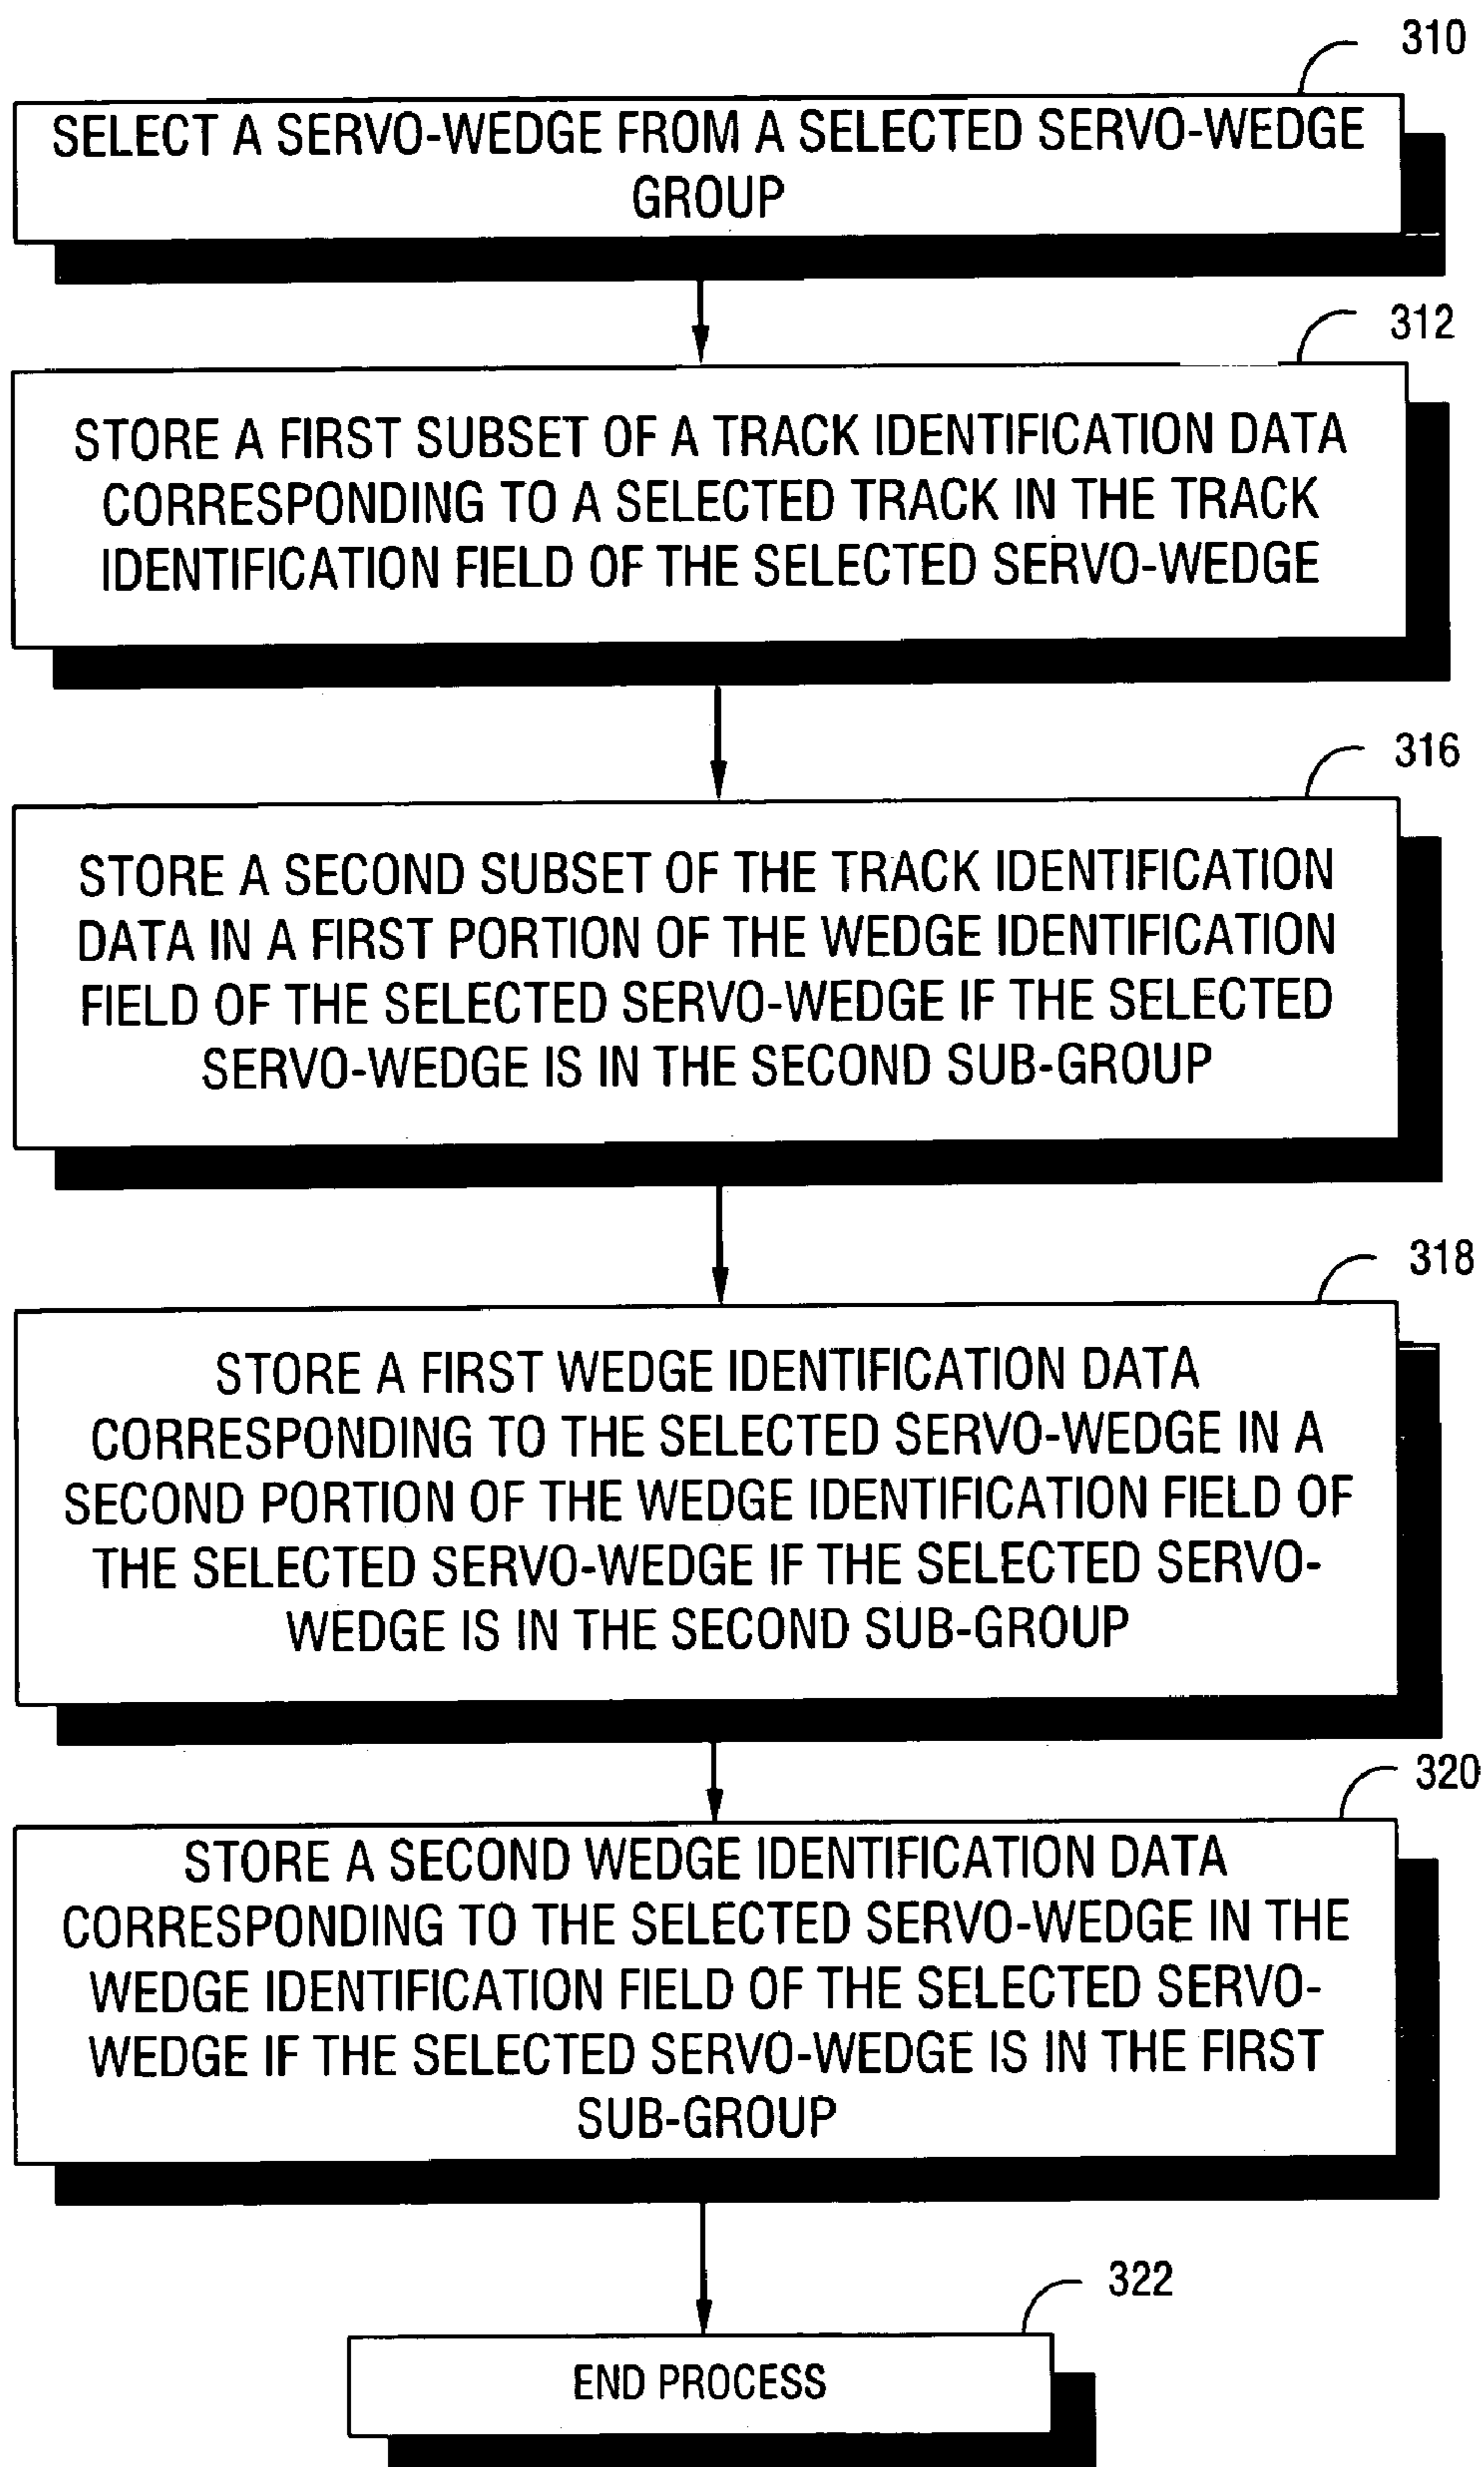 310
SELECT A SERVO-WEDGE FROM A SELECTED SERVO-WEDGE
GROUP
312
STORE A FIRST SUBSET OF A TRACK IDENTIFICATION DATA
CORRESPONDING TO A SELECTED TRACK IN THE TRACK
IDENTIFICATION FIELD OF THE SELECTED SERVO-WEDGE
316
STORE A SECOND SUBSET OF THE TRACK IDENTIFICATION
DATA IN A FIRST PORTION OF THE WEDGE IDENTIFICATION
FIELD OF THE SELECTED SERVO-WEDGE IF THE SELECTED
SERVO-WEDGE IS IN THE SECOND SUB-GROUP
318
STORE A FIRST WEDGE IDENTIFICATION DATA
CORRESPONDING TO THE SELECTED SERVO-WEDGE IN A
SECOND PORTION OF THE WEDGE IDENTIFICATION FIELD OF
THE SELECTED SERVO-WEDGE IF THE SELECTED SERVO-
WEDGE IS IN THE SECOND SUB-GROUP
320
STORE A SECOND WEDGE IDENTIFICATION DATA
CORRESPONDING TO THE SELECTED SERVO-WEDGE IN THE
WEDGE IDENTIFICATION FIELD OF THE SELECTED SERVO-
WEDGE IF THE SELECTED SERVO-WEDGE IS IN THE FIRST
SUB-GROUP
322
END PROCESS